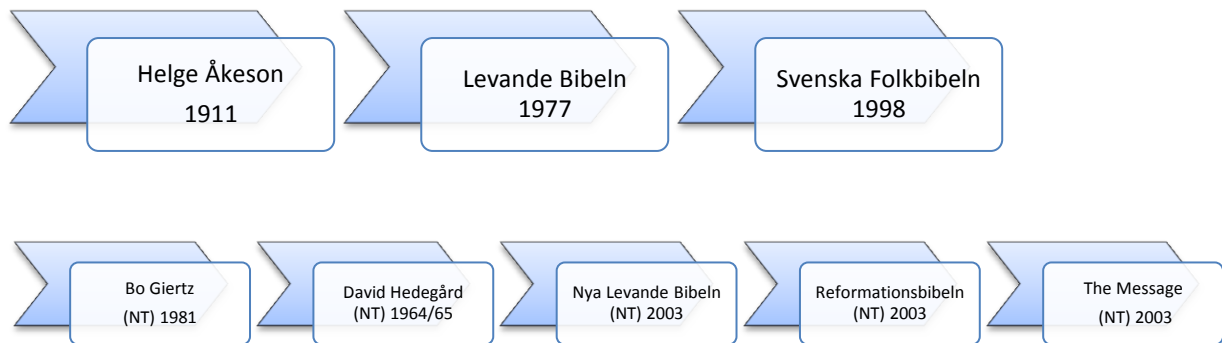 Helge Åkeson
1911
Levande Bibeln
1977
Svenska Folkbibeln
1998
Bo Giertz
(NT) 1981
David Hedegård
(NT) 1964/65
Nya Levande Bibeln
(NT) 2003
Reformationsbibeln
(NT) 2003
The Message
(NT) 2003